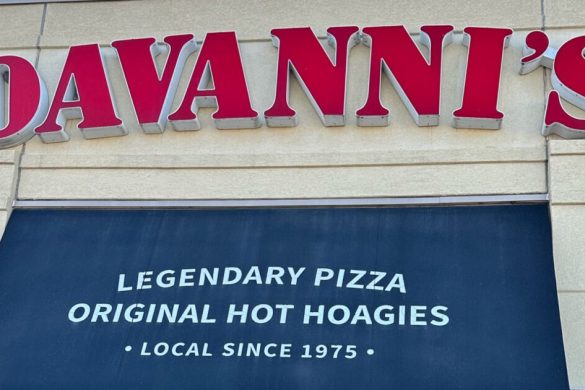 DAVANNI'S
LEGENDARY PIZZA
ORIGINAL HOT HOAGIES
• LOCAL SINCE 1975 •